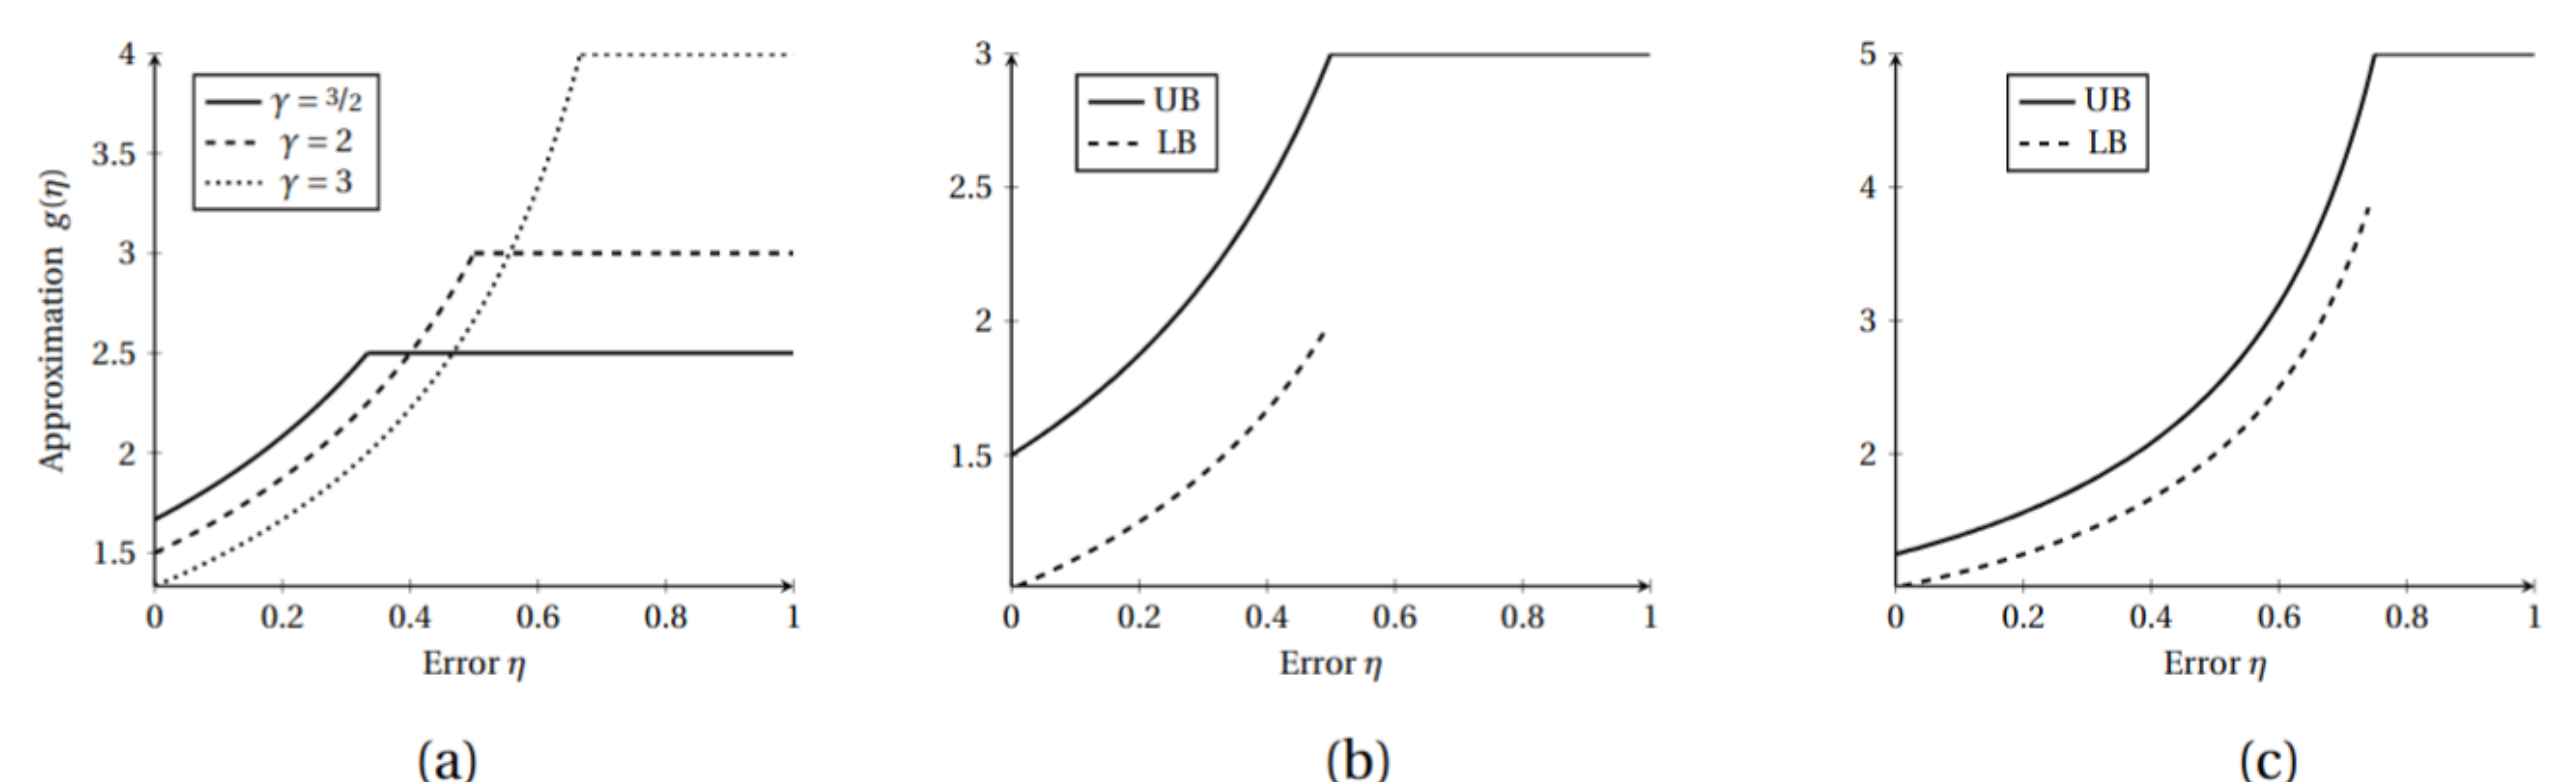 Approximation g(η)
4
3.5
3
2.5
2
1.5
γ = 3/2
γ = 2
γ = 3
0 0.2 0.4 0.6 0.8 1
Error η
(a)
3
2.5
2
1.5
UB
LB
0 0.2 0.4 0.6 0.8 1
Error η
(b)
5
4
3
2
UB
LB
0 0.2 0.4 0.6 0.8 1
Error η
(c)